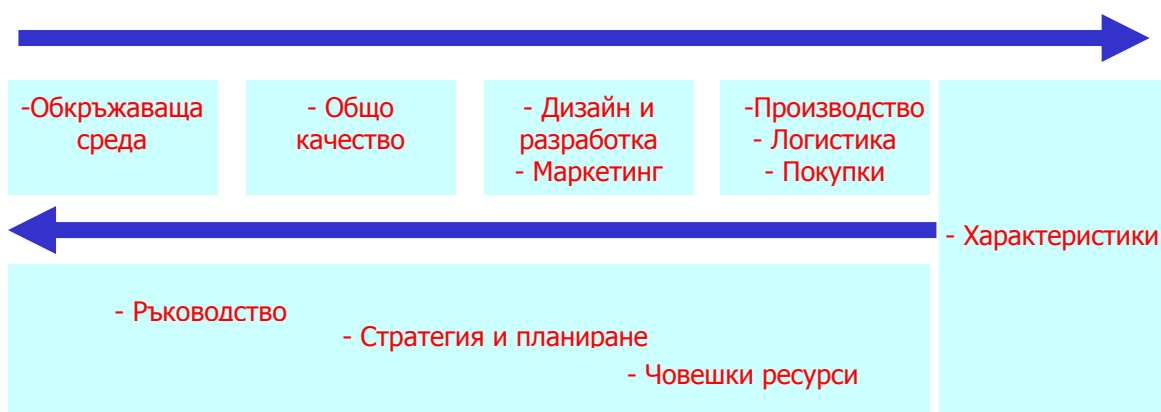 -Обкръжаваща
среда
- Общо
качество
- Дизайн и
разработка
- Маркетинг
-Производство
- Логистика
- Покупки
- Характеристики
- Ръководство
- Стратегия и планиране
- Човешки ресурси